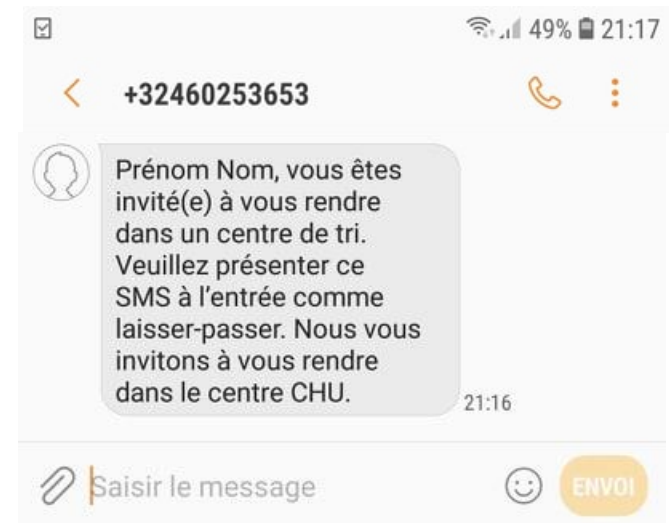 49% 21:17
+32460253653
Prénom Nom, vous êtes
invité(e) à vous rendre
dans un centre de tri.
Veuillez présenter ce
SMS à l'entrée comme
laisser-passer. Nous vous
invitons à vous rendre
dans le centre CHU.
21:16
Saisir le message
ENVOI